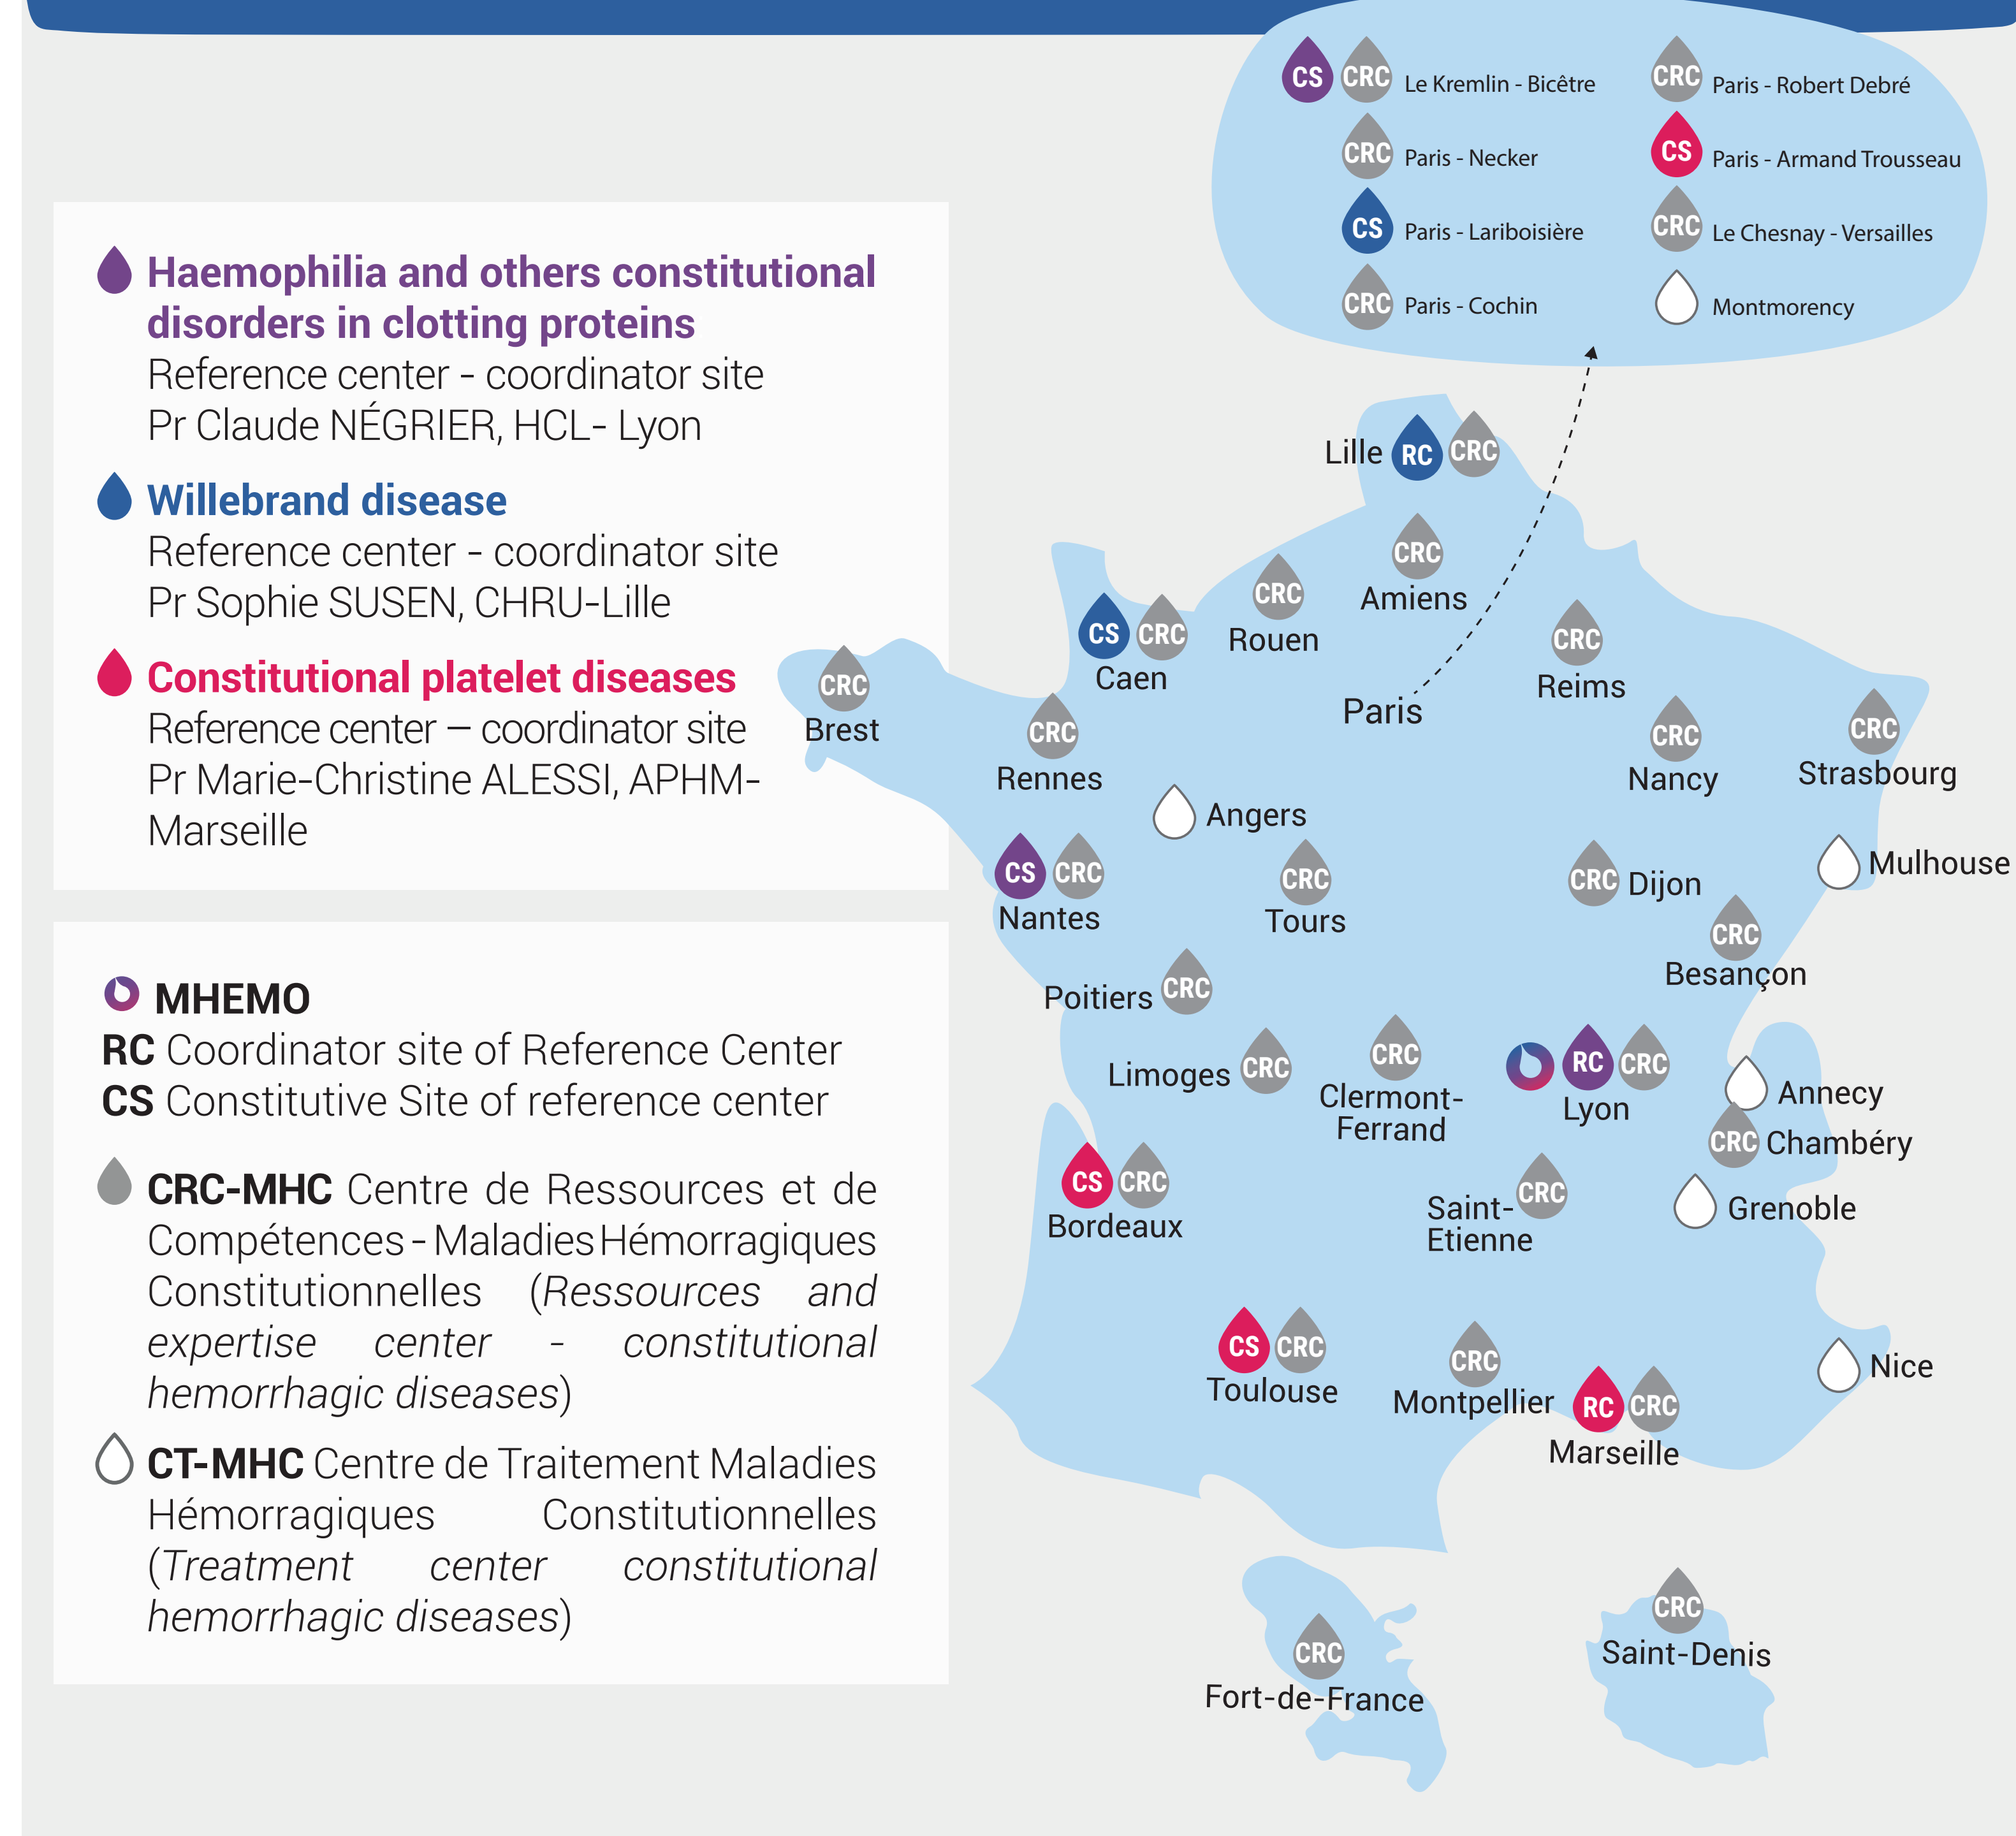 CS CRC Le Kremlin - Bicêtre
CRC Paris - Necker
CS Paris - Lariboisière
CRC Paris - Cochin
CRC Paris - Robert Debré
CS Paris - Armand Trousseau
CRC Le Chesnay - Versailles
Montmorency
Haemophilia and others constitutional
disorders in clotting proteins
Reference center - coordinator site
Pr Claude NÉGRIER, HCL- Lyon
Willebrand disease
Reference center - coordinator site
Pr Sophie SUSEN, CHRU-Lille
Constitutional platelet diseases
Reference center – coordinator site
Pr Marie-Christine ALESSI, APHM-
Marseille
MHEMO
RC Coordinator site of Reference Center
CS Constitutive Site of reference center
CRC-MHC Centre de Ressources et de
Compétences - Maladies Hémorragiques
Constitutionnelles (Ressources and
expertise center - constitutional
hemorrhagic diseases)
CT-MHC Centre de Traitement Maladies
Hémorragiques Constitutionnelles
(Treatment center constitutional
hemorrhagic diseases)
Lille RC CRC
CRC
Amiens
CRC
Rouen
CS CRC
Caen
CRC
Reims
CRC
Brest
CRC
Rennes
Paris
CRC
Nancy
CRC
Strasbourg
Angers
Mulhouse
CS CRC
Nantes
CRC
Tours
CRC Dijon
CRC
Besançon
Poitiers CRC
Limoges CRC
CRC
Clermont-
Ferrand
RC CRC
Lyon
Annecy
CRC Chambéry
CS CRC
Bordeaux
CRC
Saint-
Etienne
Grenoble
CS CRC
Toulouse
CRC
Montpellier
RC CRC
Marseille
Nice
CRC
Fort-de-France
CRC
Saint-Denis